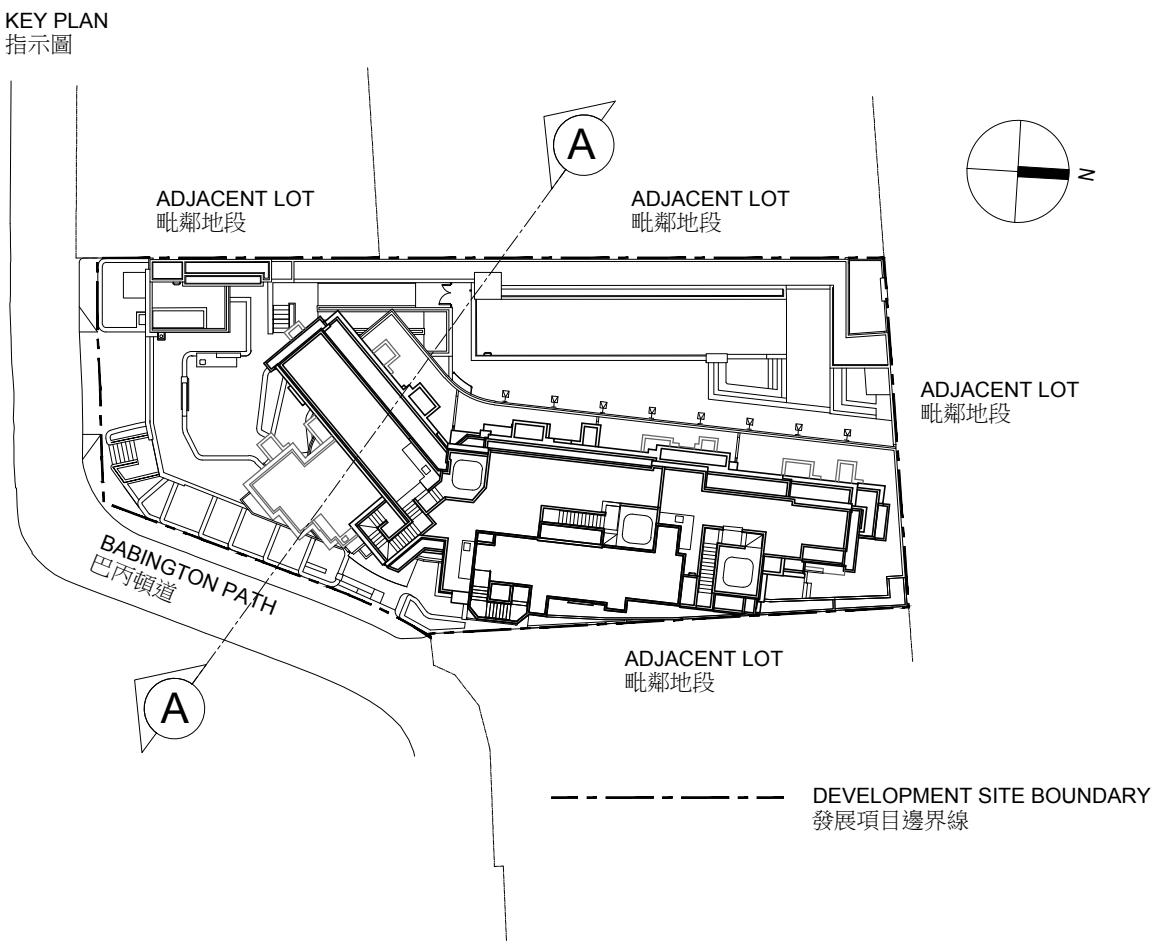 KEY PLAN
指示圖
A
N
ADJACENT LOT
毗鄰地段
ADJACENT LOT
毗鄰地段
ADJACENT LOT
毗鄰地段
BABINGTON PATH
巴丙頓道
ADJACENT LOT
毗鄰地段
A
DEVELOPMENT SITE BOUNDARY
發展項目邊界線